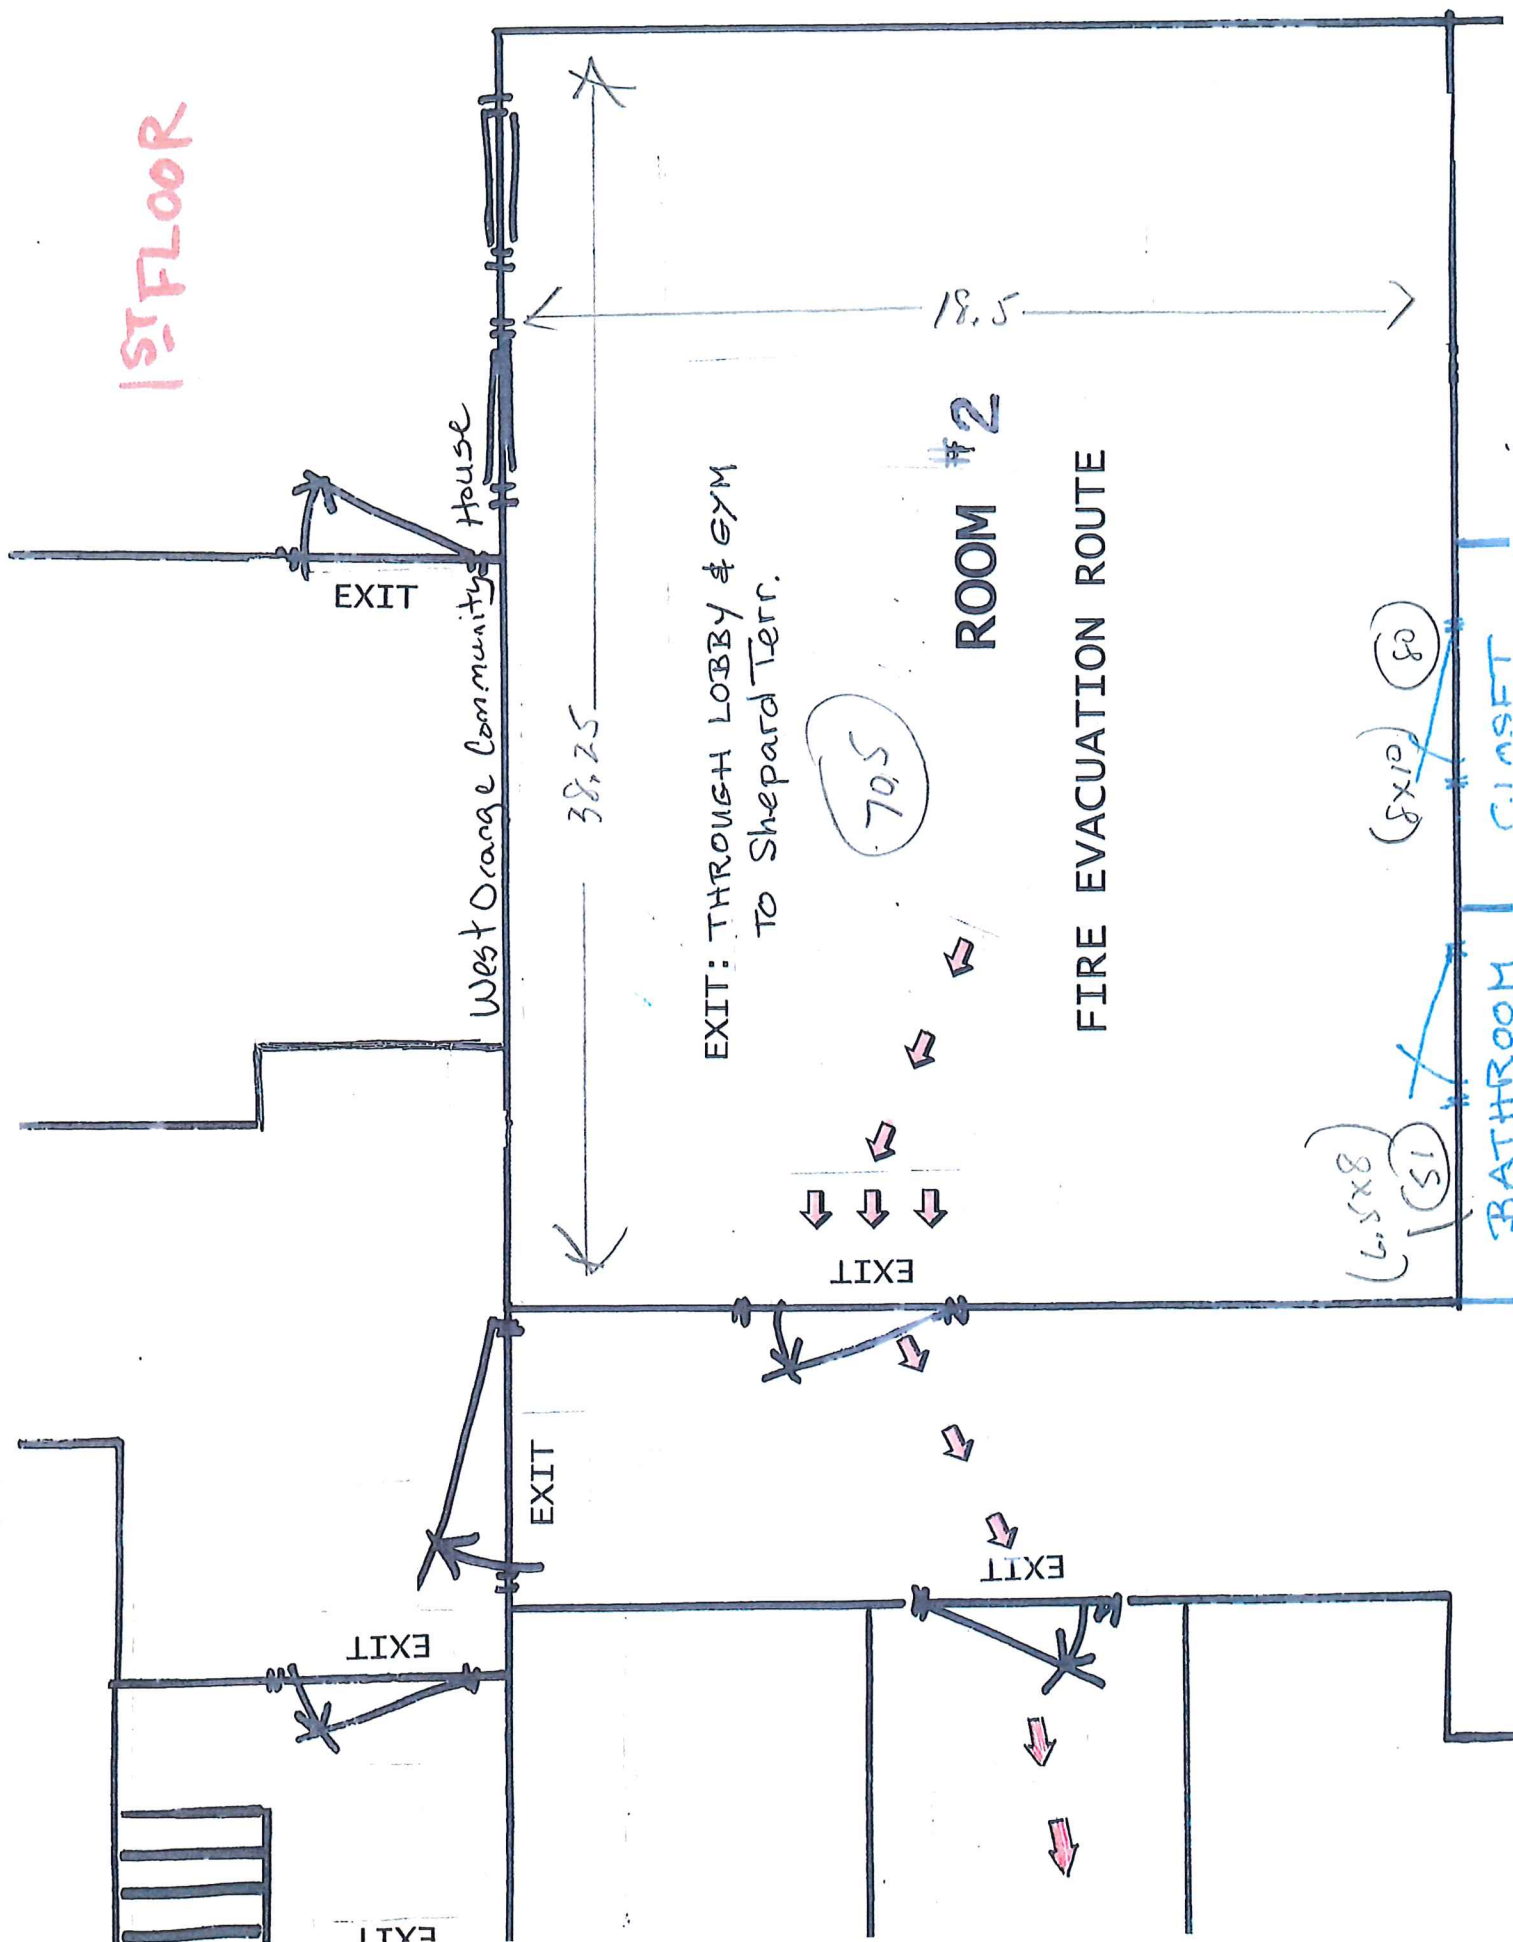 1ST FLOOR
EXIT
West Orange Community House
38.25
18.5
EXIT: THROUGH LOBBY & GYM
TO Shepard Terr.
70.5
ROOM #2
FIRE EVACUATION ROUTE
(8X10)
80
CLOSET
(6.5X8)
51
BATHROOM
EXIT
EXIT
EXIT
EXIT
EXIT